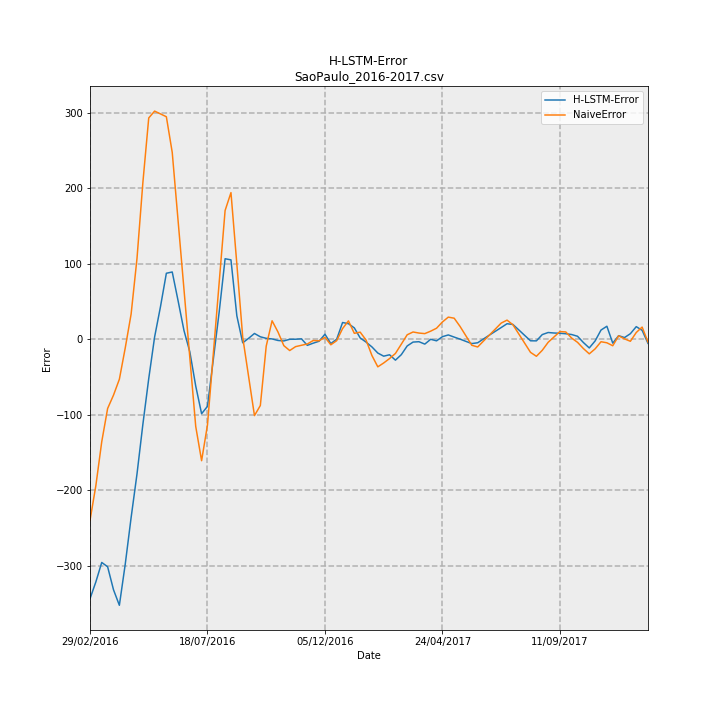 H-LSTM-Error
SaoPaulo_2016-2017.csv
H-LSTM-Error
NaiveError
300
200
100
0
−100
−200
−300
Error
29/02/2016
18/07/2016
05/12/2016
24/04/2017
11/09/2017
Date